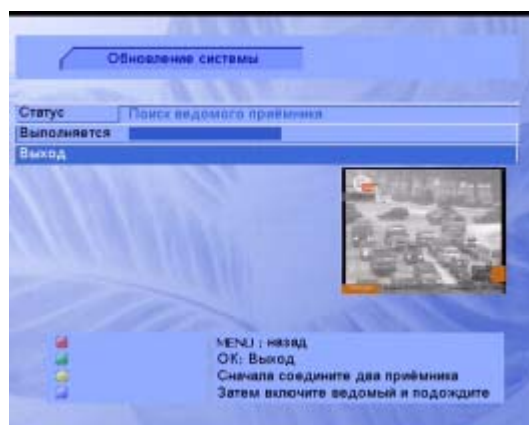 Обновление системы
Статус
Поиск ведомого приёмника
Выполняется
Выход
MENU : назад
OK: Выход
Сначала соедините два приёмника
Затем включите ведомый и подождите